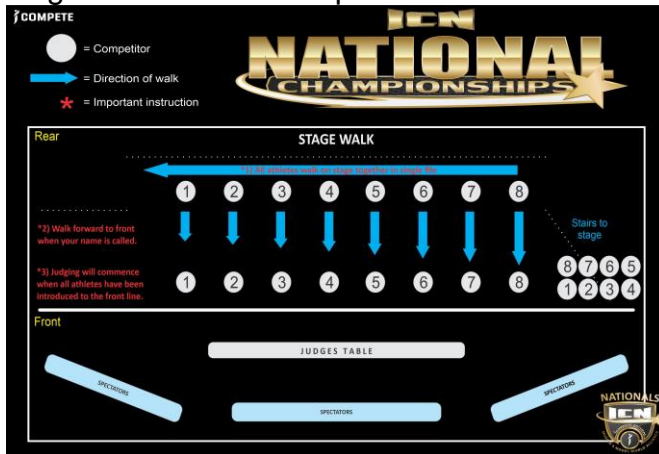 COMPETE
= Competitor
= Direction of walk
* = Important instruction
ICN
NATIONAL
CHAMPIONSHIPS
Rear
STAGE WALK
*1) All athletes walk on stage together in single file
1 2 3 4 5 6 7 8
*2) Walk forward to front
when your name is called.
Stairs to
stage
*3) Judging will commence
when all athletes have been
introduced to the front line.
1 2 3 4 5 6 7 8
8 7 6 5
1 2 3 4
Front
JUDGES TABLE
SPECTATORS
SPECTATORS
SPECTATORS
NATIONALS
ICN